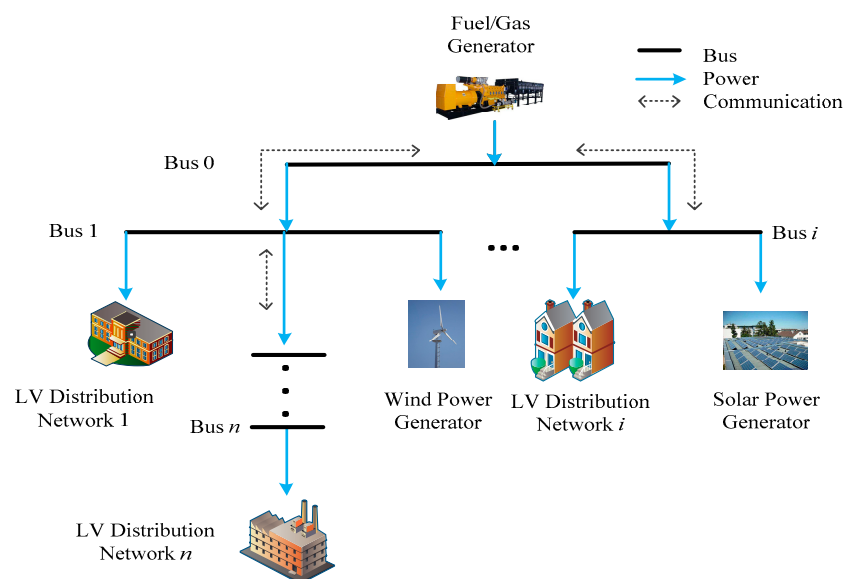 Fuel/Gas
Generator
Bus
Power
Communication
Bus 0
Bus 1
Bus i
LV Distribution
Network 1
Wind Power
Generator
LV Distribution
Network i
Solar Power
Generator
Bus n
LV Distribution
Network n